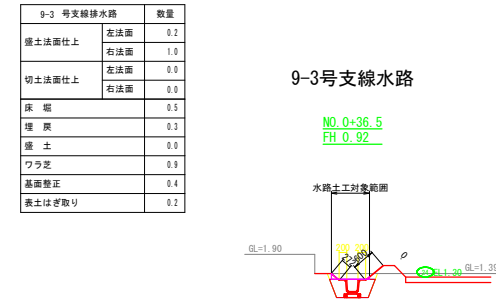 9-3 号支線排水路 数量
盛土法面仕上 左法面 0.2
右法面 1.0
切土法面仕上 左法面 0.0
右法面 0.0
床 堀 0.5
埋 戻 0.3
盛 土 0.0
ワラ芝 0.9
基面整正 0.4
表土はぎ取り 0.2
9-3号支線水路
NO.0+36.5
FH 0.92
水路土工対象範囲
GL=1.90
GL=1.39